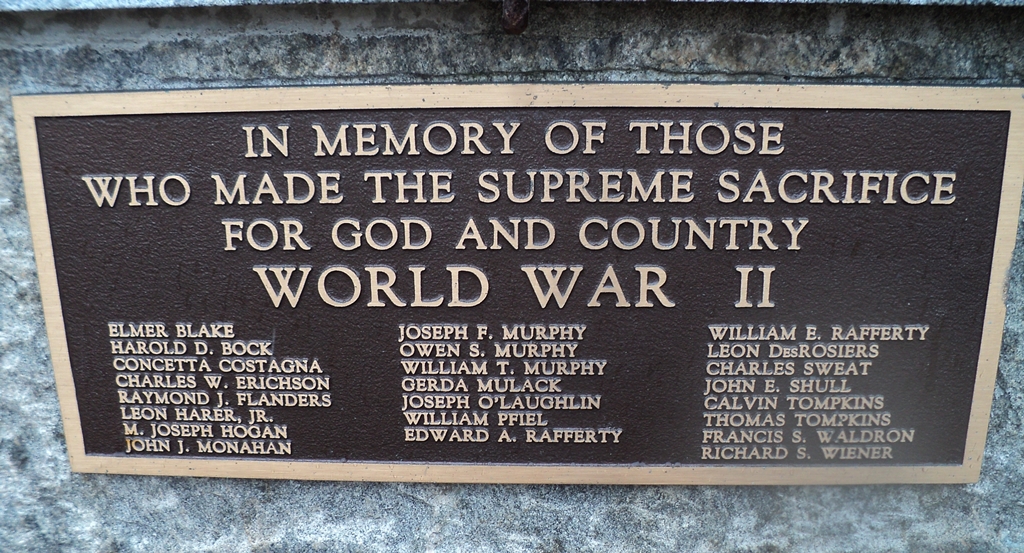 IN MEMORY OF THOSE
WHO MADE THE SUPREME SACRIFICE
FOR GOD AND COUNTRY
WORLD WAR II
ELMER BLAKE
HAROLD D. BOCK
CONCETTA COSTAGNA
CHARLES W. ERICHSON
RAYMOND J. FLANDERS
LEON HARER, JR.
M. JOSEPH HOGAN
JOHN J. MONAHAN
JOSEPH F. MURPHY
OWEN S. MURPHY
WILLIAM T. MURPHY
GERDA MULACK
JOSEPH O'LAUGHLIN
WILLIAM PFIEL
EDWARD A. RAFFERTY
WILLIAM E. RAFFERTY
LEON DESROSIERS
CHARLES SWEAT
JOHN E. SHULL
CALVIN TOMPKINS
THOMAS TOMPKINS
FRANCIS S. WALDRON
RICHARD S. WIENER